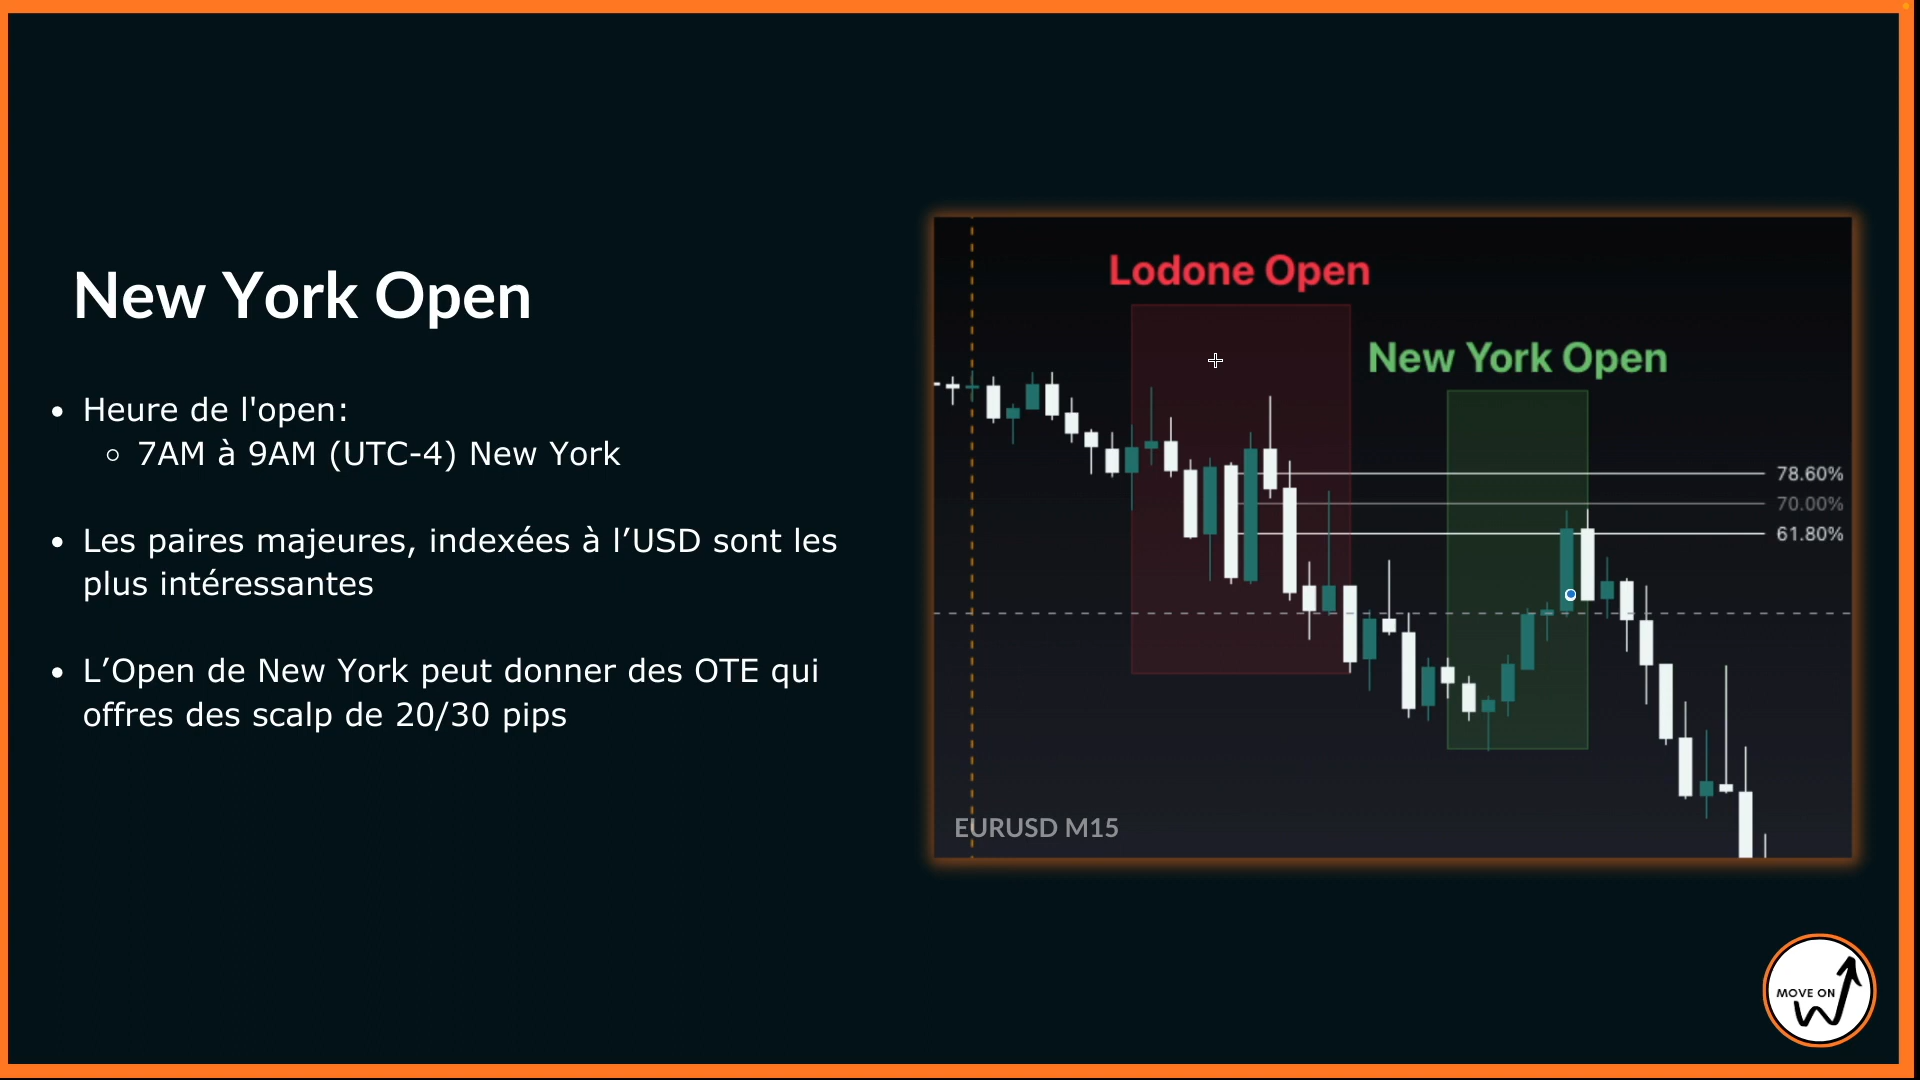 New York Open
• Heure de l'open:
◦ 7AM à 9AM (UTC-4) New York
• Les paires majeures, indexées à l’USD sont les
plus intéressantes
• L’Open de New York peut donner des OTE qui
offres des scalp de 20/30 pips
Lodone Open
New York Open
78.60%
70.00%
61.80%
EURUSD M15
MOVE ON
W